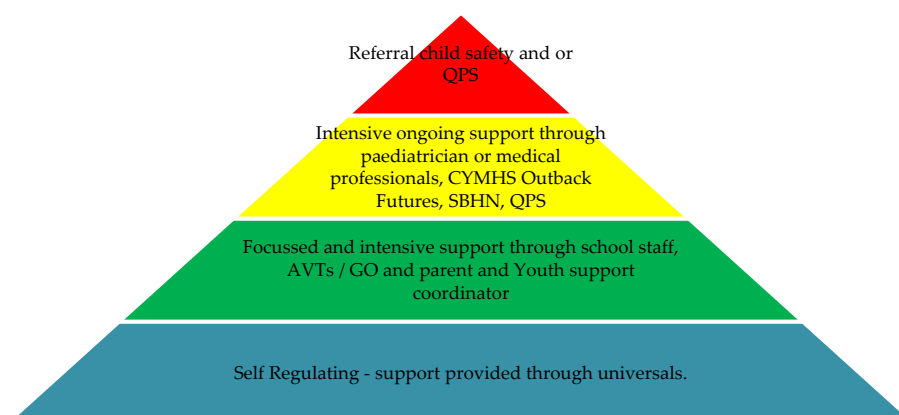 Referral child safety and or
QPS
Intensive ongoing support through
paediatrician or medical
professionals, CYMHS Outback
Futures, SBHN, QPS
Focussed and intensive support through school staff,
AVTs / GO and parent and Youth support
coordinator
Self Regulating - support provided through universals.